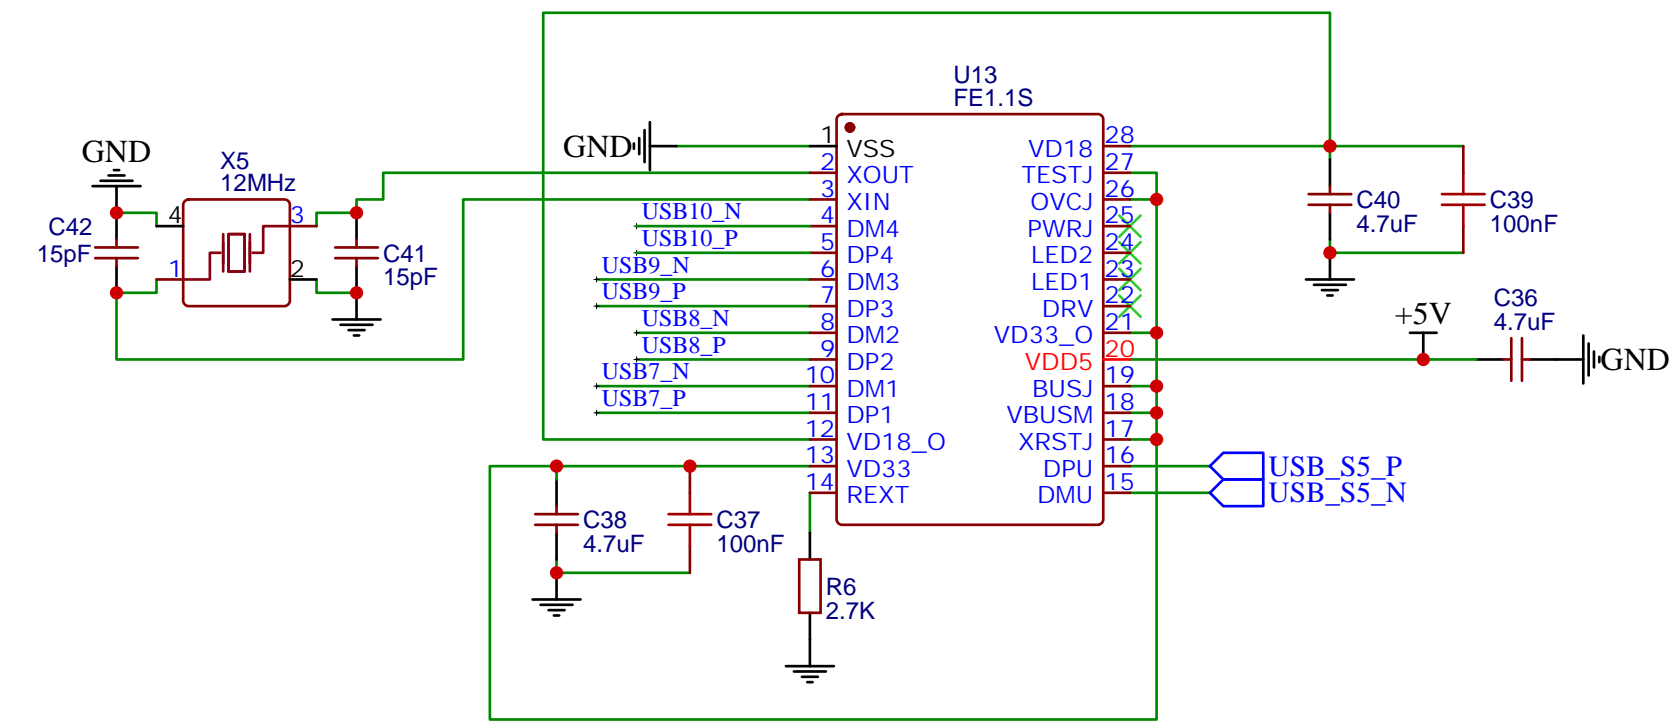 U13
FE1.1S
GND
X5
12MHz
4
3
1
2
C42
15pF
C41
15pF
GND
1
VSS
2
XOUT
3
XIN
USB10_N
4
DM4
USB10_P
5
DP4
USB9_N
6
DM3
USB9_P
7
DP3
USB8_N
8
DM2
USB8_P
9
DP2
USB7_N
10
DM1
USB7_P
11
DP1
12
VD18_O
13
VD33
14
REXT
28
VD18
27
TESTJ
26
OVCJ
25
PWRJ
24
LED2
23
LED1
22
DRV
21
VD33_O
20
VDD5
19
BUSJ
18
VBUSM
17
XRSTJ
16
DPU
15
DMU
USB_S5_P
USB_S5_N
C40
4.7uF
C39
100nF
+5V
C36
4.7uF
GND
C38
4.7uF
C37
100nF
R6
2.7K